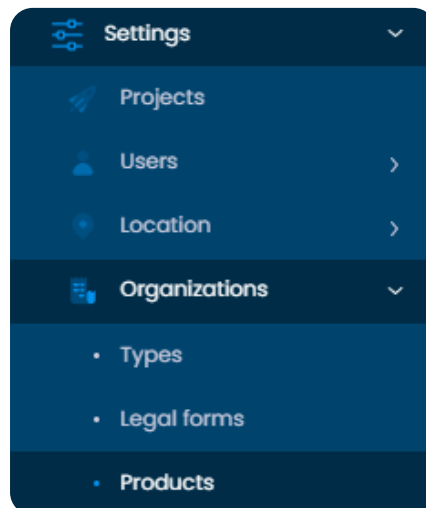 Settings
Projects
Users
Location
Organizations
Types
Legal forms
Products